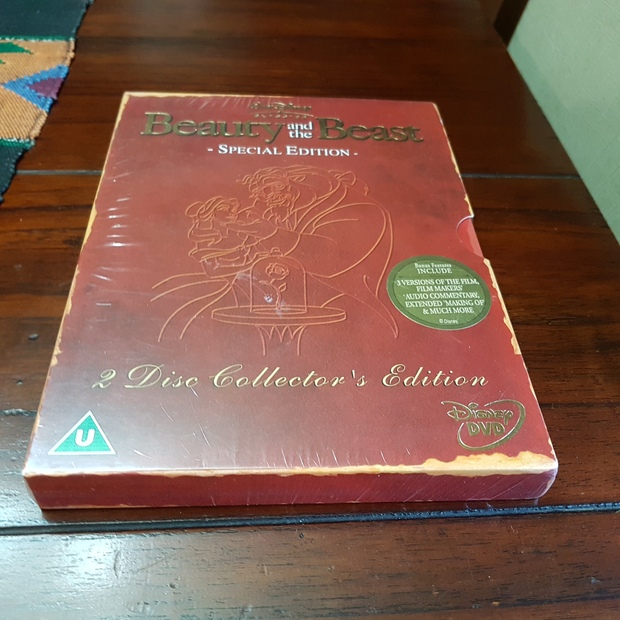 Beauty and the Beast
- SPECIAL EDITION -
Bonus Features
INCLUDE
3 VERSIONS OF THE FILM,
FILM MAKERS'
AUDIO COMMENTARY,
EXTENDED 'MAKING OF'
& MUCH MORE
© Disney
2 Disc Collector's Edition
Disney
DVD
U